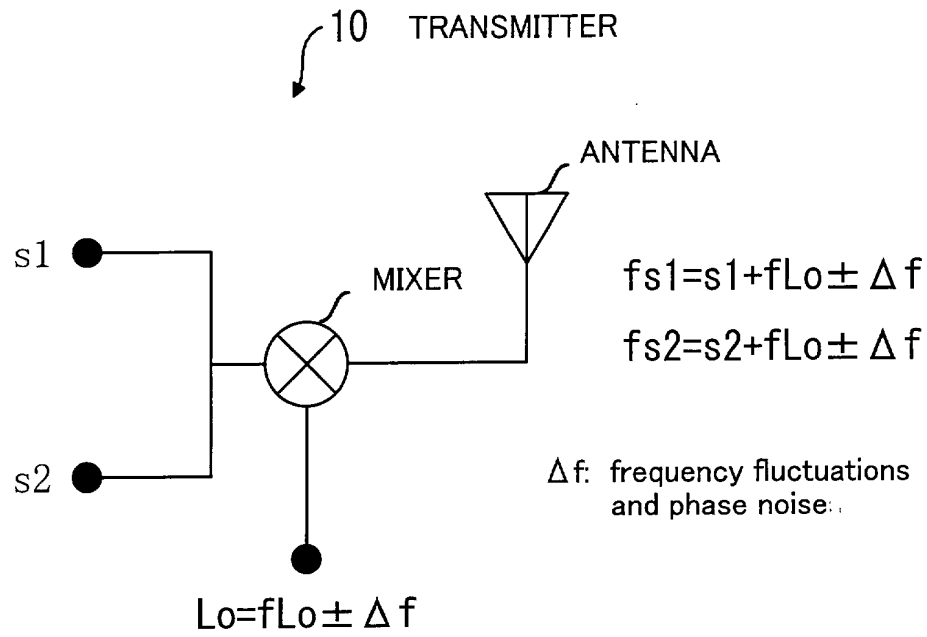 10 TRANSMITTER
ANTENNA
s1
MIXER
fs1=s1+fLo± Δf
fs2=s2+fLo± Δf
s2
Δf: frequency fluctuations
and phase noise
Lo=fLo± Δf